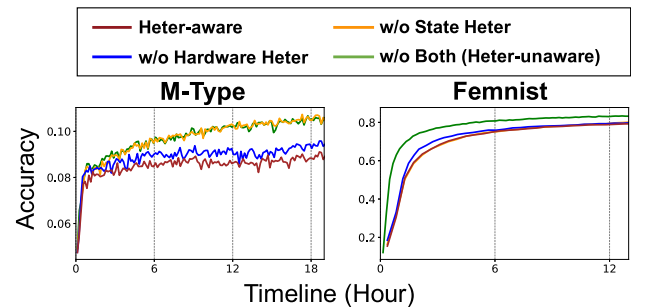 Heter-aware
w/o State Heter
w/o Hardware Heter
w/o Both (Heter-unaware)
M-Type
Femnist
Accuracy
0.10
0.08
0.06
0
6
12
18
0.8
0.6
0.4
0.2
0
6
12
Timeline (Hour)